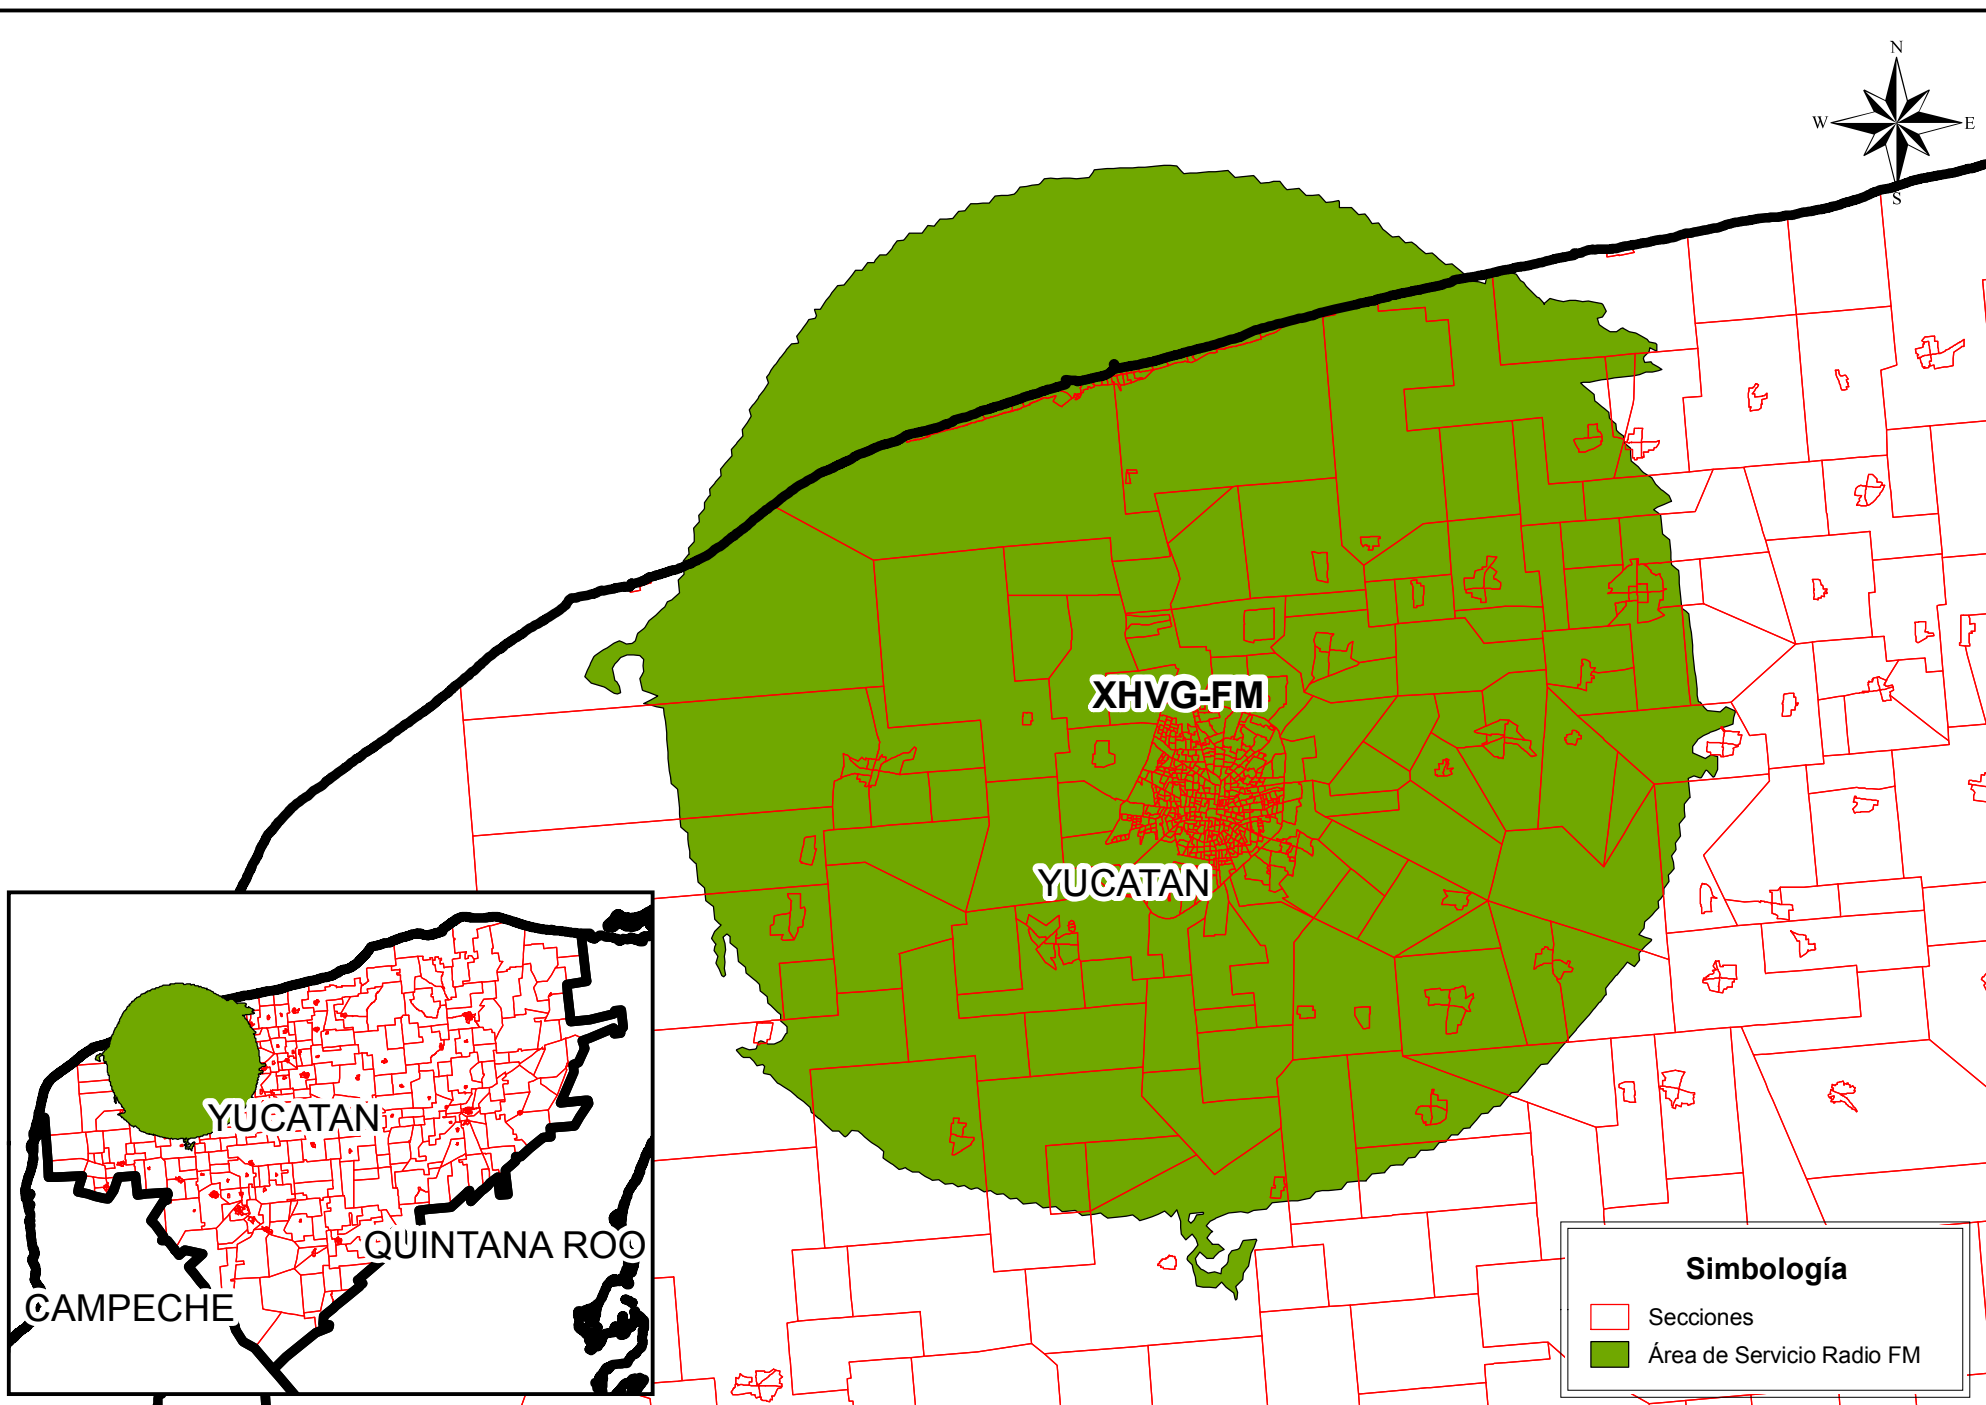 N
W
E
S
XHVG-FM
YUCATAN
YUCATAN
QUINTANA ROO
CAMPECHE
Simbología
Secciones
Área de Servicio Radio FM